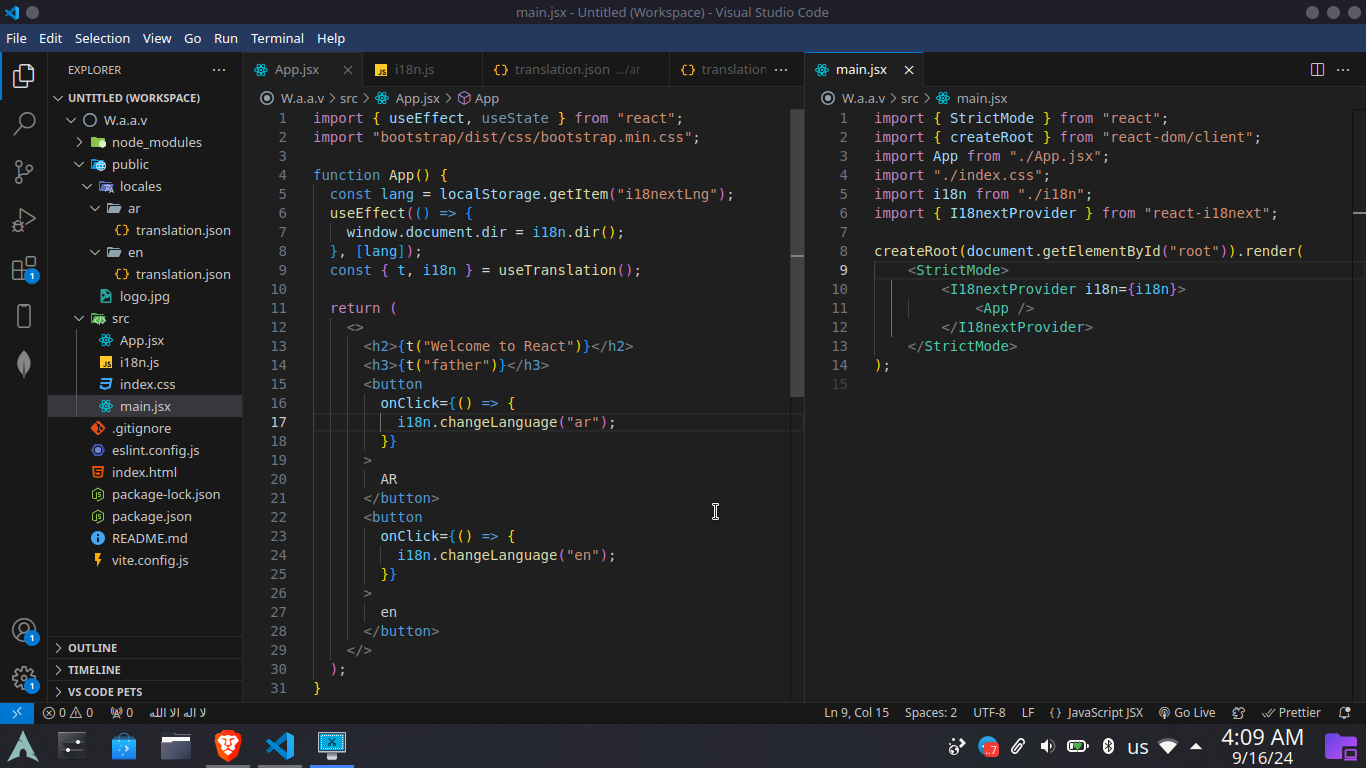 main.jsx - Untitled (Workspace) - Visual Studio Code
File Edit Selection View Go Run Terminal Help
EXPLORER
UNTITLED (WORKSPACE)
W.a.a.v
node_modules
public
locales
ar
translation.json
en
translation.json
logo.jpg
src
App.jsx
i18n.js
index.css
main.jsx
.gitignore
eslint.config.js
index.html
package-lock.json
package.json
README.md
vite.config.js
OUTLINE
TIMELINE
VS CODE PETS
1
1
1
App.jsx i18n.js translation.json .../ar translation
W.a.a.v > src > App.jsx > App
1 import { useEffect, useState } from "react";
2 import "bootstrap/dist/css/bootstrap.min.css";
3
4 function App() {
5 const lang = localStorage.getItem("i18nextLng");
6 useEffect(() => {
7 window.document.dir = i18n.dir();
8 }, [lang]);
9 const { t, i18n } = useTranslation();
10
11 return (
12 <>
13 <h2>{t("Welcome to React")}</h2>
14 <h3>{t("father")}</h3>
15 <button
16 onClick={() => {
17 i18n.changeLanguage("ar");
18 }}
19 >
20 AR
21 </button>
22 <button
23 onClick={() => {
24 i18n.changeLanguage("en");
25 }}
26 >
27 en
28 </button>
29 </>
30 );
31 }
main.jsx
W.a.a.v > src > main.jsx
1 import { StrictMode } from "react";
2 import { createRoot } from "react-dom/client";
3 import App from "./App.jsx";
4 import "./index.css";
5 import i18n from "./i18n";
6 import { I18nextProvider } from "react-i18next";
7
8 createRoot(document.getElementById("root")).render(
9 <StrictMode>
10 <I18nextProvider i18n={i18n}>
11 <App />
12 </I18nextProvider>
13 </StrictMode>
14 );
15
0 0 0 لا اله الا الله Ln 9, Col 15 Spaces: 2 UTF-8 LF {} JavaScript JSX Go Live Prettier
..7 us 4:09 AM
9/16/24